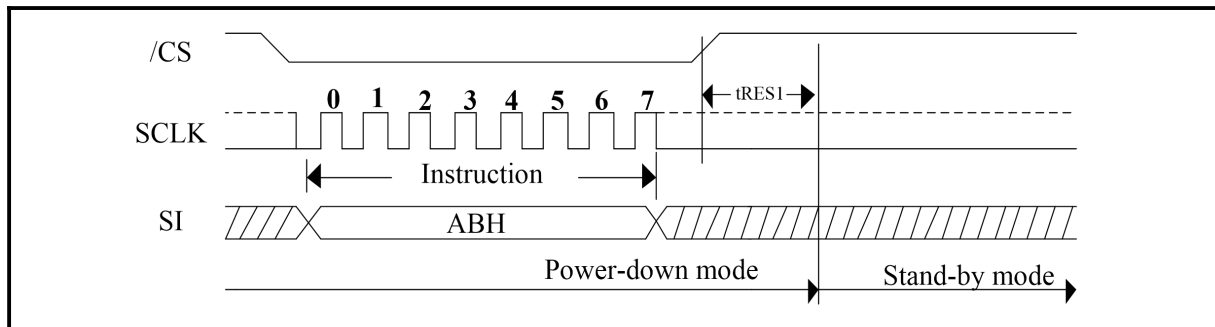 /CS
tRES1
0 1 2 3 4 5 6 7
SCLK
Instruction
SI
ABH
Power-down mode
Stand-by mode